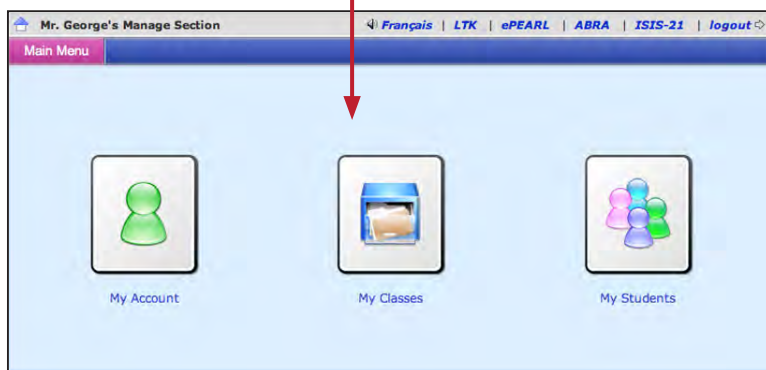 Mr. George's Manage Section Français | LTK | ePEARL | ABRA | ISIS-21 | logout
Main Menu
My Account My Classes My Students